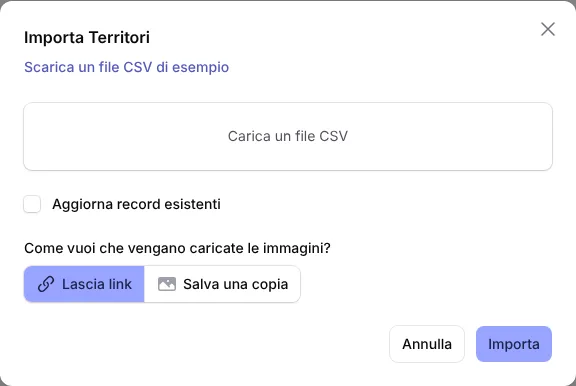 Importa Territori
Scarica un file CSV di esempio
Carica un file CSV
Aggiorna record esistenti
Come vuoi che vengano caricate le immagini?
Lascia link
Salva una copia
Annulla
Importa